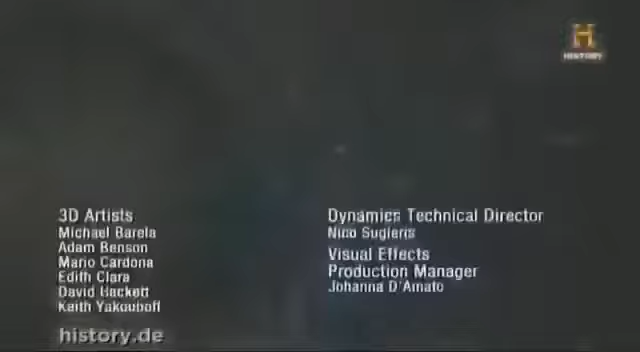 H
HISTORY
3D Artists
Michael Barela
Adam Benson
Mario Cardona
Edith Clara
David Hackett
Keith Yakouboff
Dynamics Technical Director
Nico Sugleris
Visual Effects
Production Manager
Johanna D'Amato
history.de